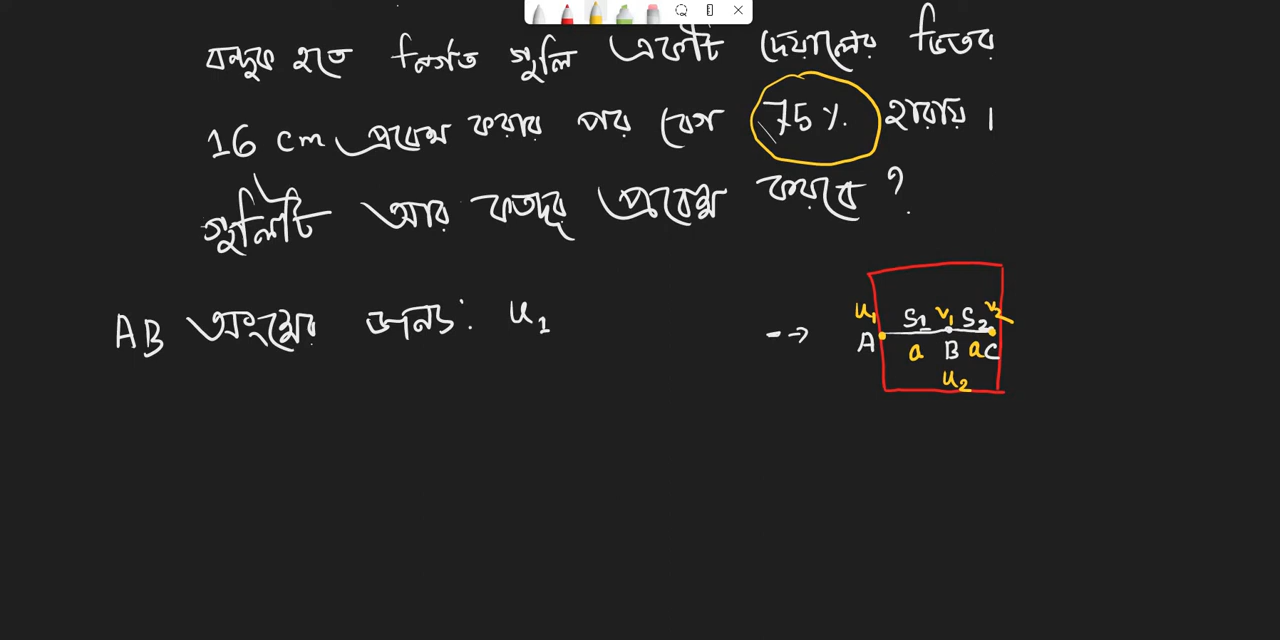 বন্দুক হতে নির্গত গুলি একটি দেয়ালের ভিতর
16 cm প্রবেশ করার পর বেগ 75% হারায়।
গুলিটি আর কতদূর প্রবেশ করবে?
AB অংশের জন্য: u₁
u₁ S₁ v₁ S₂ v₂
A a B a C
u₂